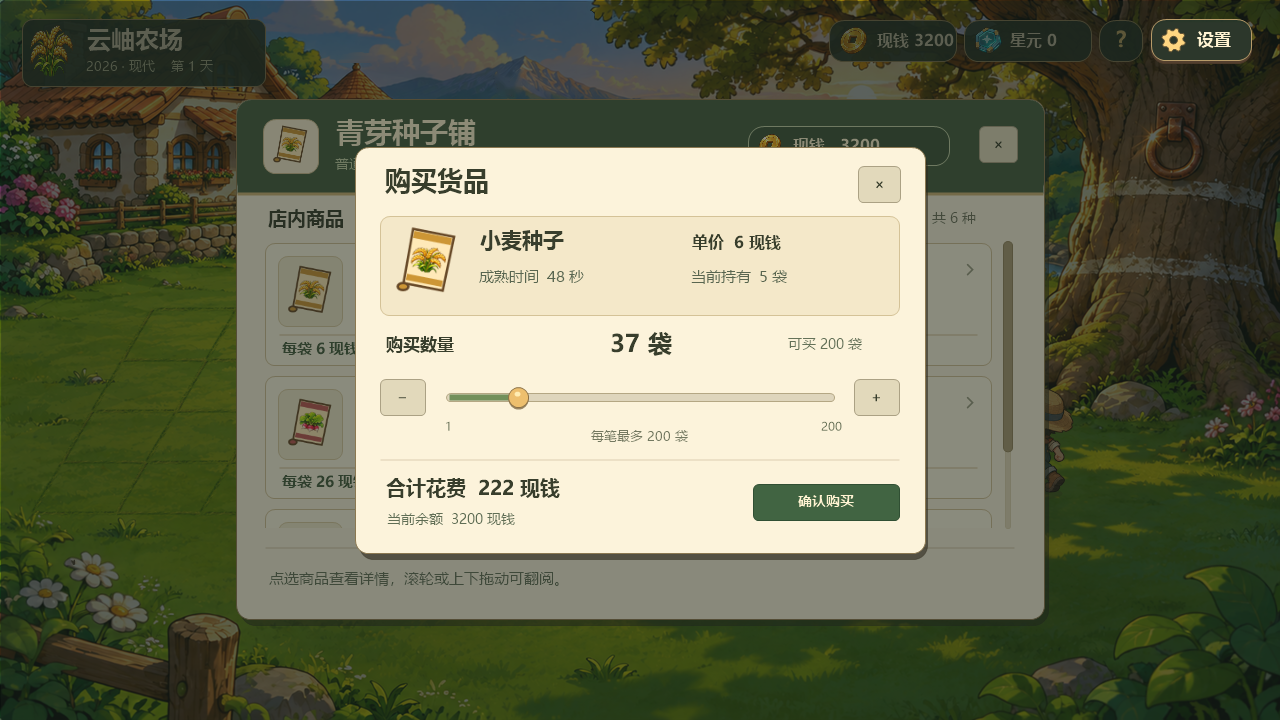 云岫农场
2026 · 现代 第 1 天
现钱 3200
星元 0
?
设置
青芽种子铺
现钱 3200
×
店内商品
共 6 种
每袋 6 现钱
每袋 26 现
点选商品查看详情，滚轮或上下拖动可翻阅。
购买货品
×
小麦种子
单价 6 现钱
成熟时间 48 秒
当前持有 5 袋
购买数量
37 袋
可买 200 袋
−
+
1
每笔最多 200 袋
200
合计花费 222 现钱
当前余额 3200 现钱
确认购买